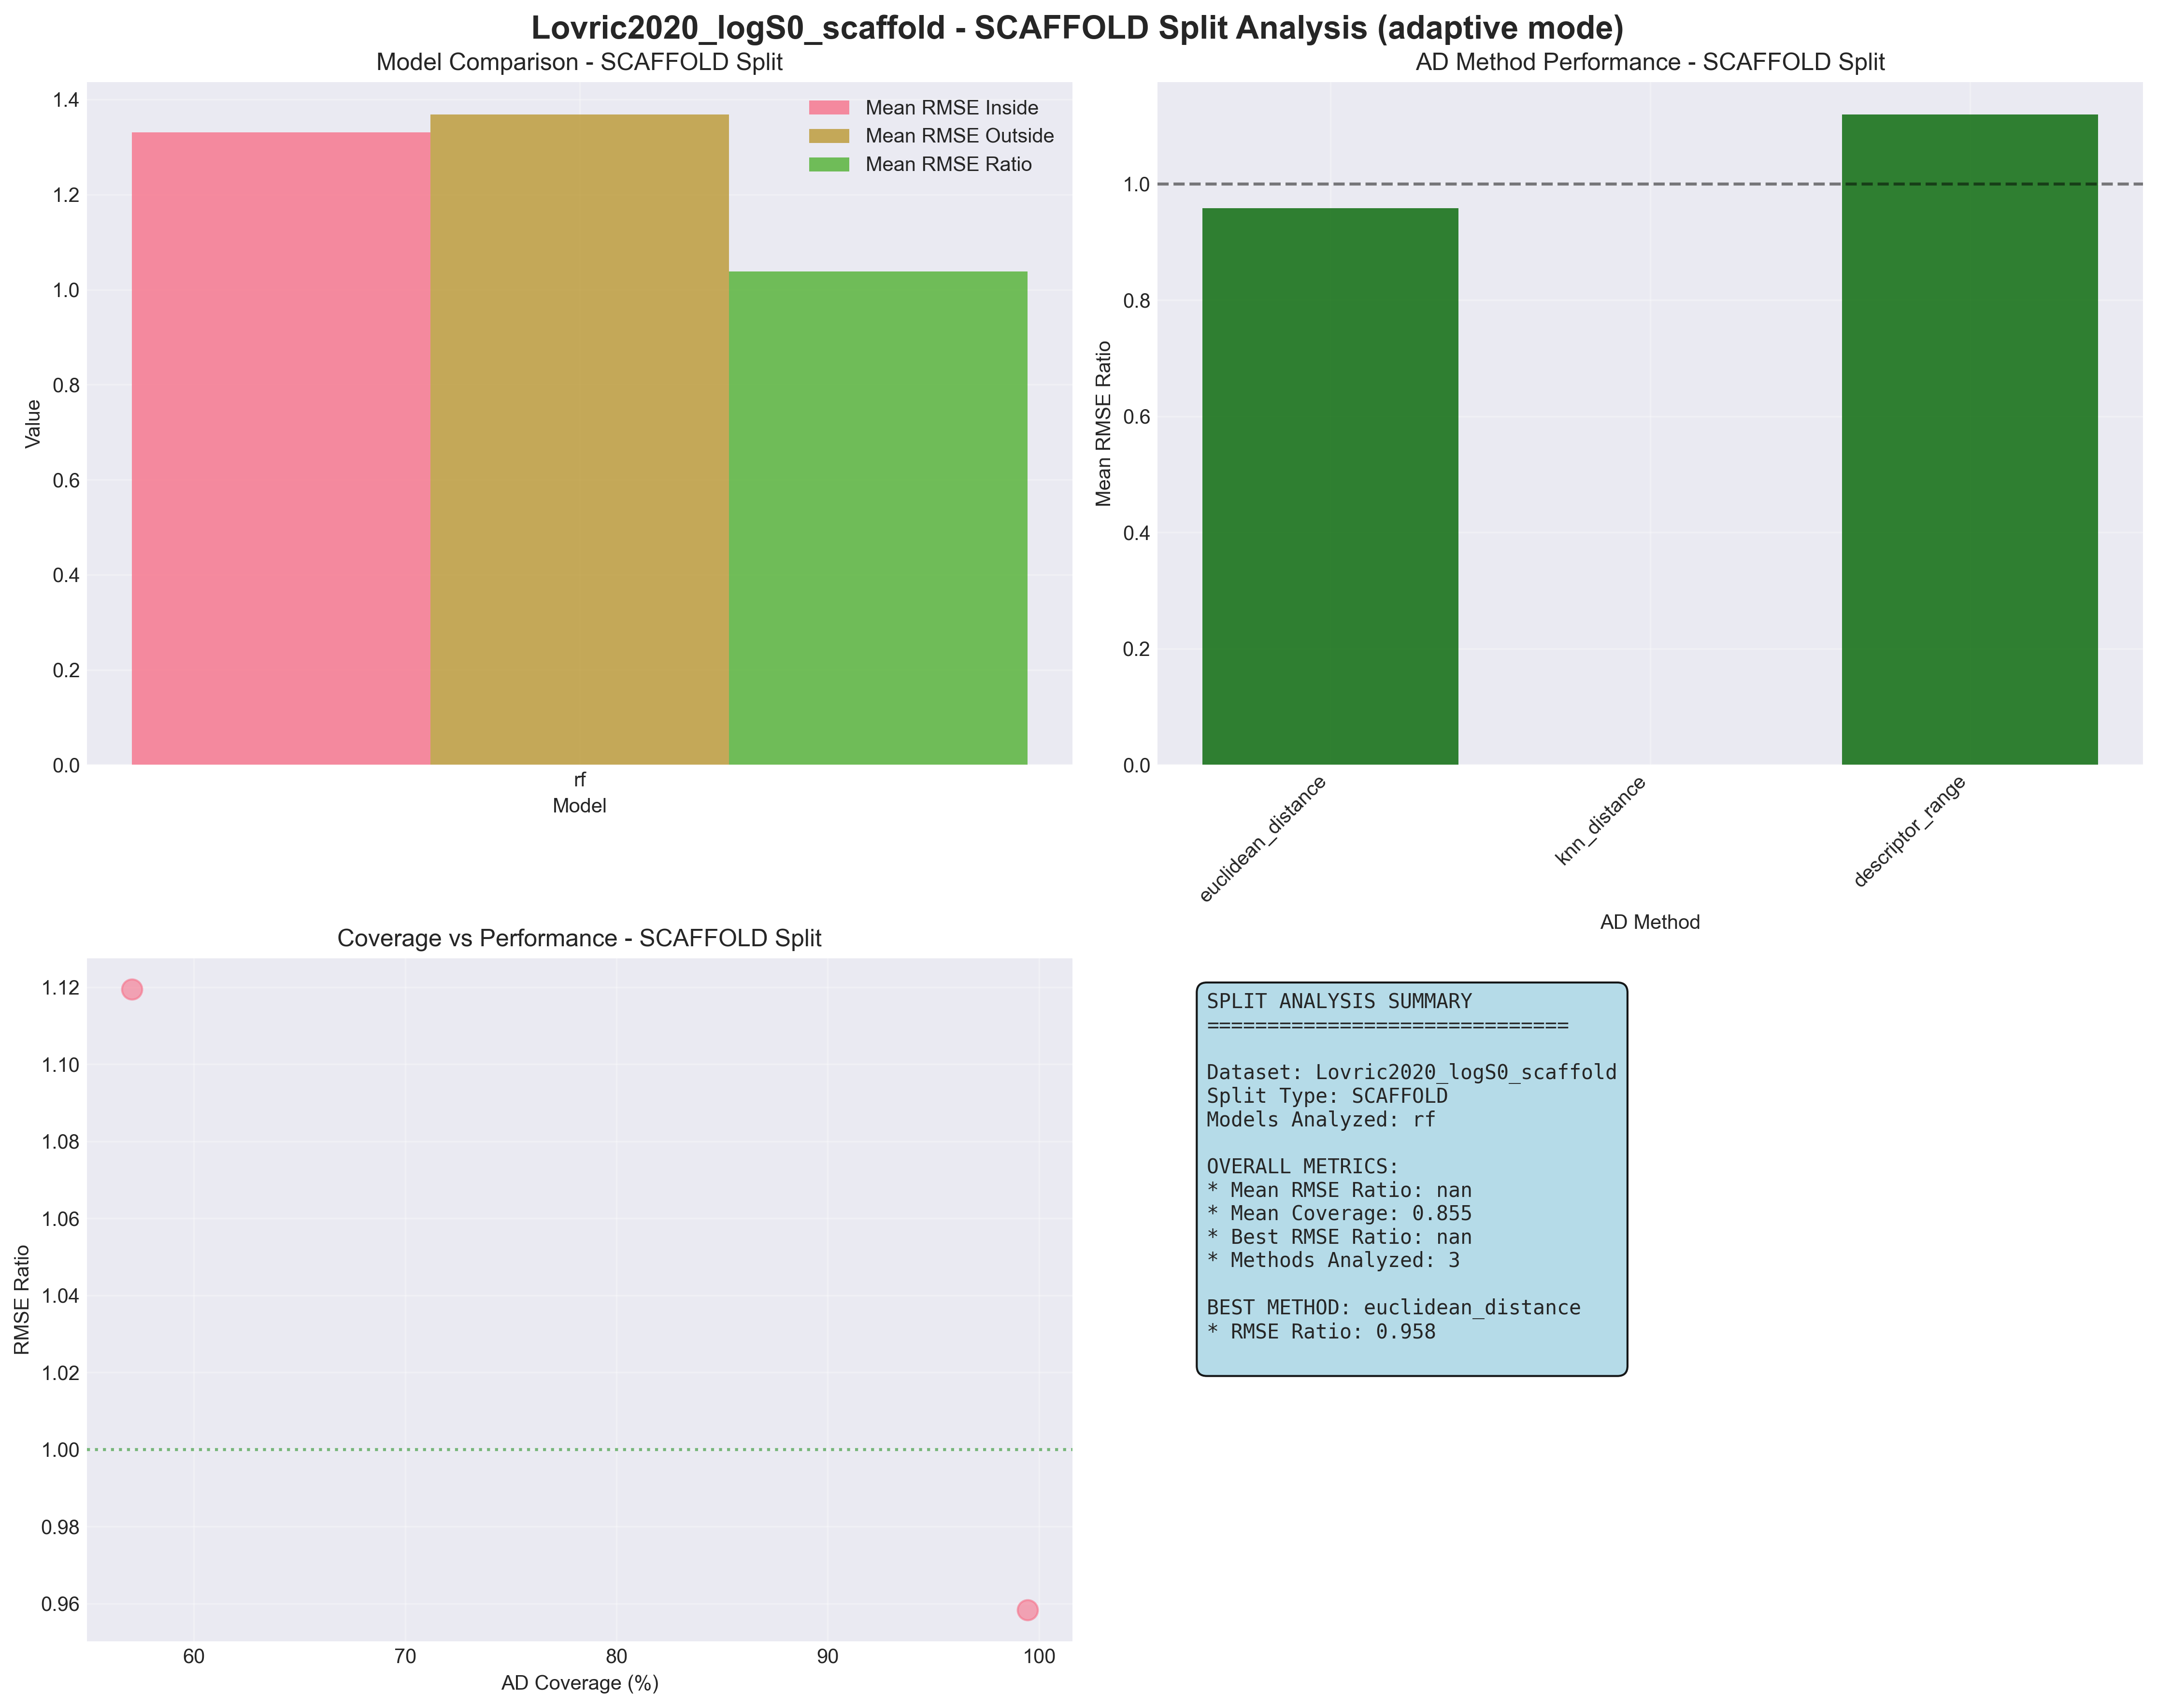 Lovric2020_logS0_scaffold - SCAFFOLD Split Analysis (adaptive mode)
Model Comparison - SCAFFOLD Split
Mean RMSE Inside
Mean RMSE Outside
Mean RMSE Ratio
Value
1.4
1.2
1.0
0.8
0.6
0.4
0.2
0.0
rf
Model
AD Method Performance - SCAFFOLD Split
Mean RMSE Ratio
1.0
0.8
0.6
0.4
0.2
0.0
euclidean_distance
knn_distance
descriptor_range
AD Method
Coverage vs Performance - SCAFFOLD Split
RMSE Ratio
1.12
1.10
1.08
1.06
1.04
1.02
1.00
0.98
0.96
60
70
80
90
100
AD Coverage (%)
SPLIT ANALYSIS SUMMARY
==============================
Dataset: Lovric2020_logS0_scaffold
Split Type: SCAFFOLD
Models Analyzed: rf
OVERALL METRICS:
* Mean RMSE Ratio: nan
* Mean Coverage: 0.855
* Best RMSE Ratio: nan
* Methods Analyzed: 3
BEST METHOD: euclidean_distance
* RMSE Ratio: 0.958